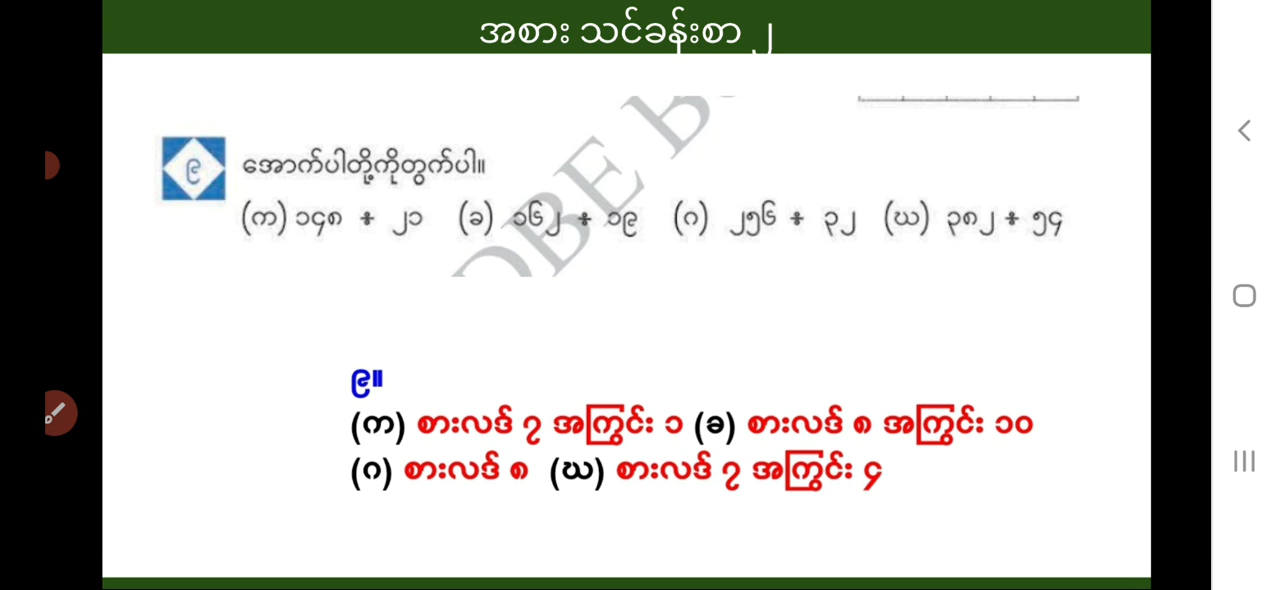 အစား သင်ခန်းစာ ၂
၉ အောက်ပါတို့ကိုတွက်ပါ။
(က) ၁၄၈ ÷ ၂၁ (ခ) ၁၆၂ ÷ ၁၉ (ဂ) ၂၅၆ ÷ ၃၂ (ဃ) ၃၈၂ ÷ ၅၄
OBE B
၉။
(က) စားလဒ် ၇ အကြွင်း ၁ (ခ) စားလဒ် ၈ အကြွင်း ၁၀
(ဂ) စားလဒ် ၈ (ဃ) စားလဒ် ၇ အကြွင်း ၄